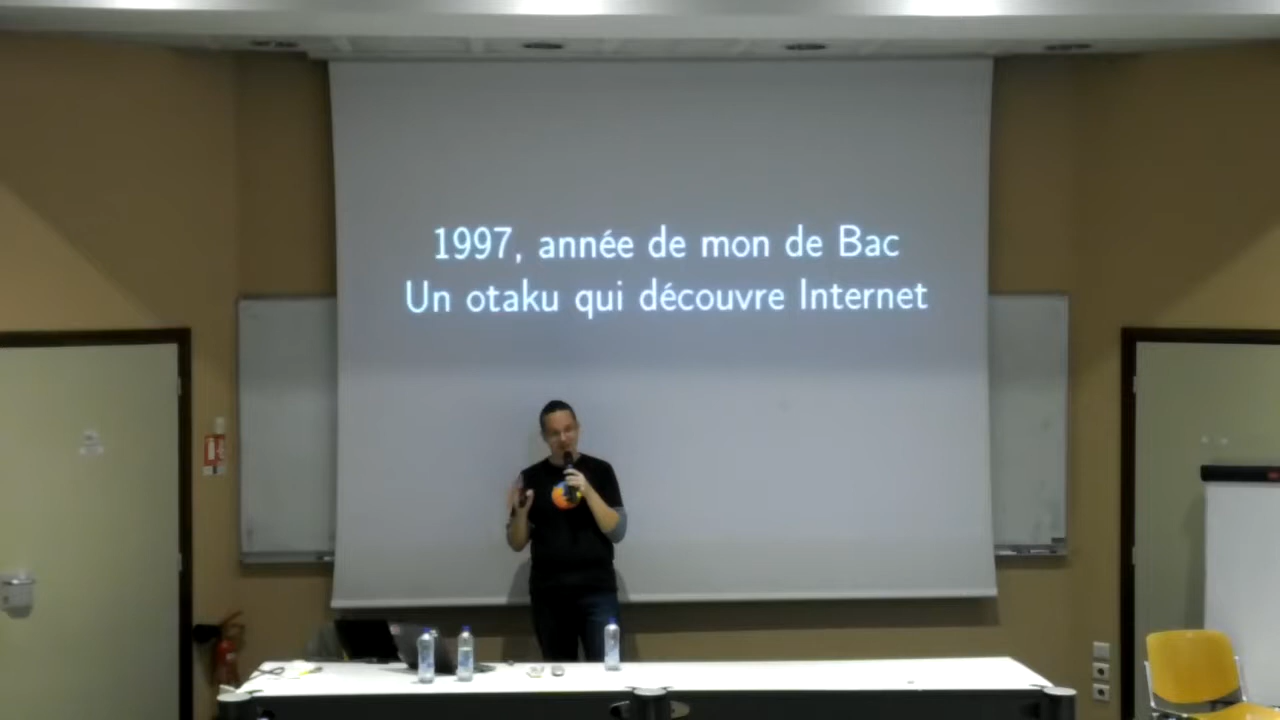 1997, année de mon de Bac
Un otaku qui découvre Internet